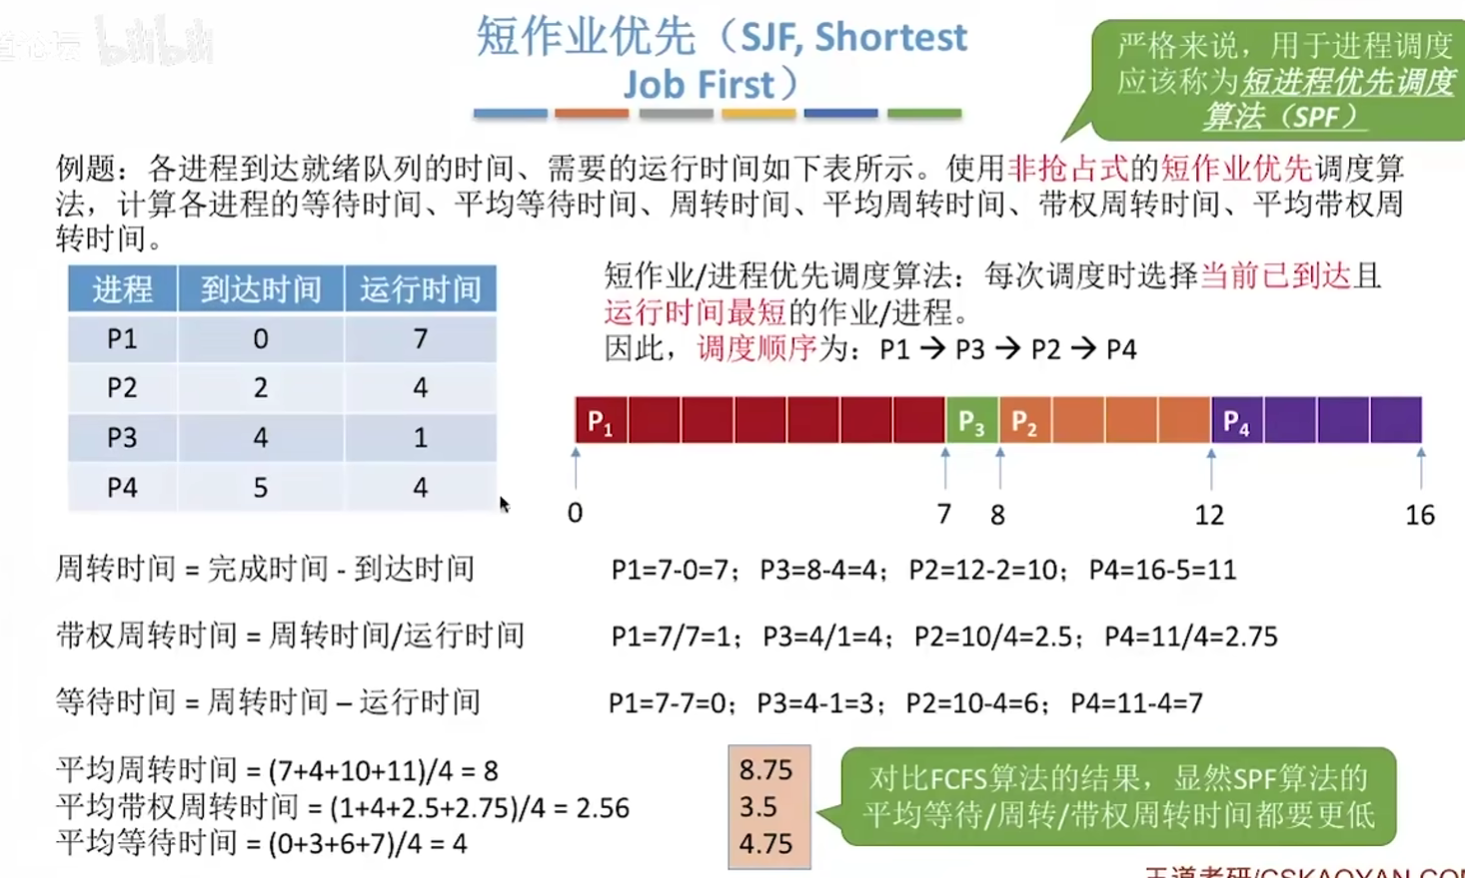 bilibili
短作业优先（SJF, Shortest
Job First）
严格来说，用于进程调度
应该称为短进程优先调度
算法（SPF）
例题：各进程到达就绪队列的时间、需要的运行时间如下表所示。使用非抢占式的短作业优先调度算
法，计算各进程的等待时间、平均等待时间、周转时间、平均周转时间、带权周转时间、平均带权周
转时间。
进程 到达时间 运行时间
P1 0 7
P2 2 4
P3 4 1
P4 5 4
短作业/进程优先调度算法：每次调度时选择当前已到达且
运行时间最短的作业/进程。
因此，调度顺序为：P1 → P3 → P2 → P4
P1 P3 P2 P4
0 7 8 12 16
周转时间 = 完成时间 - 到达时间
P1=7-0=7；P3=8-4=4；P2=12-2=10；P4=16-5=11
带权周转时间 = 周转时间/运行时间
P1=7/7=1；P3=4/1=4；P2=10/4=2.5；P4=11/4=2.75
等待时间 = 周转时间 – 运行时间
P1=7-7=0；P3=4-1=3；P2=10-4=6；P4=11-4=7
平均周转时间 = (7+4+10+11)/4 = 8
平均带权周转时间 = (1+4+2.5+2.75)/4 = 2.56
平均等待时间 = (0+3+6+7)/4 = 4
8.75
3.5
4.75
对比FCFS算法的结果，显然SPF算法的
平均等待/周转/带权周转时间都要更低
王道考研/CSKAOYAN.COM